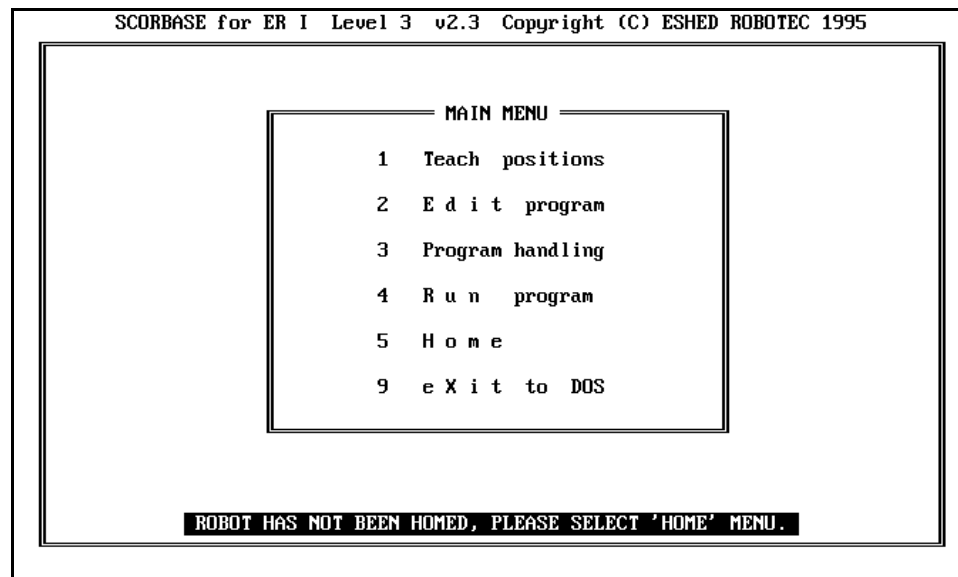 SCORBASE for ER I Level 3 v2.3 Copyright (C) ESHED ROBOTEC 1995
MAIN MENU
1 Teach positions
2 E d i t program
3 Program handling
4 R u n program
5 H o m e
9 e X i t to DOS
ROBOT HAS NOT BEEN HOMED, PLEASE SELECT 'HOME' MENU.